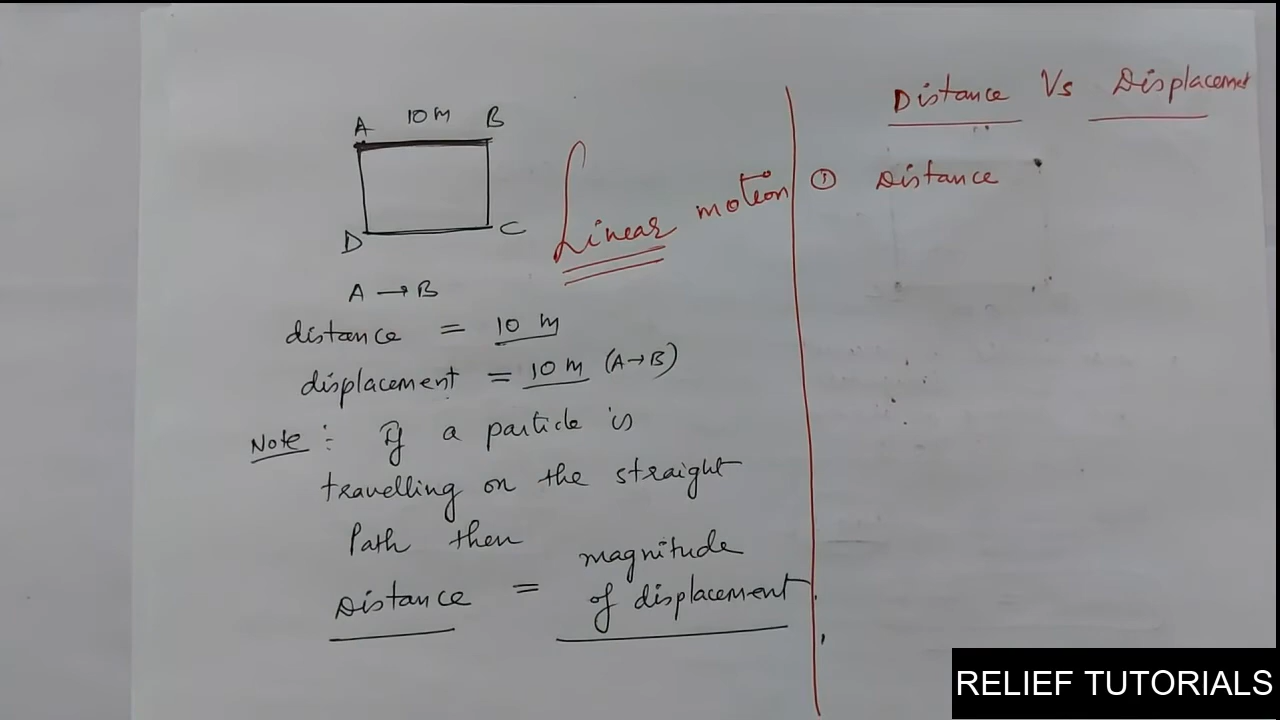 A 10 M B
D C
Linear motion
A → B
distance = 10 m
displacement = 10 m (A→B)
Note :- If a particle is
travelling on the straight
Path then
Distance = magnitude
of displacement
Distance Vs Displacement
① Distance
RELIEF TUTORIALS